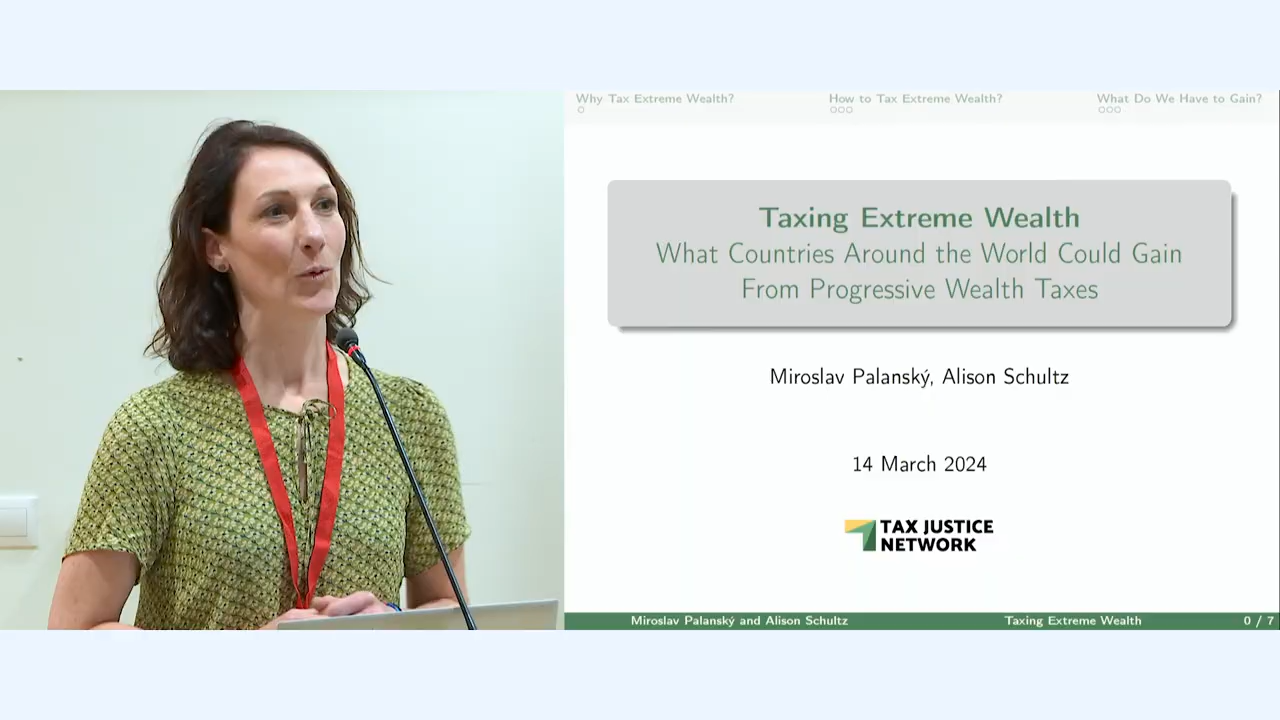 Why Tax Extreme Wealth?
How to Tax Extreme Wealth?
What Do We Have to Gain?
Taxing Extreme Wealth
What Countries Around the World Could Gain
From Progressive Wealth Taxes
Miroslav Palanský, Alison Schultz
14 March 2024
TAX JUSTICE
NETWORK
Miroslav Palanský and Alison Schultz
Taxing Extreme Wealth
0 / 7